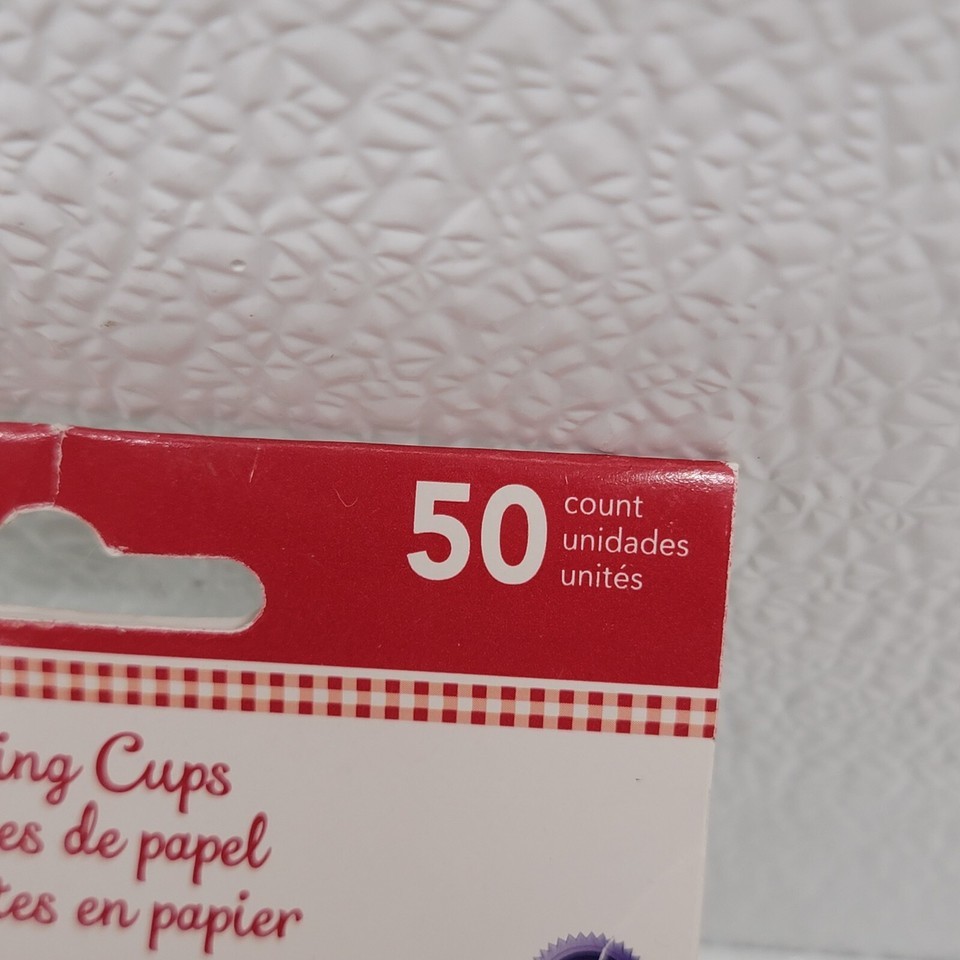 50 count
unidades
unités
ing Cups
es de papel
tes en papier